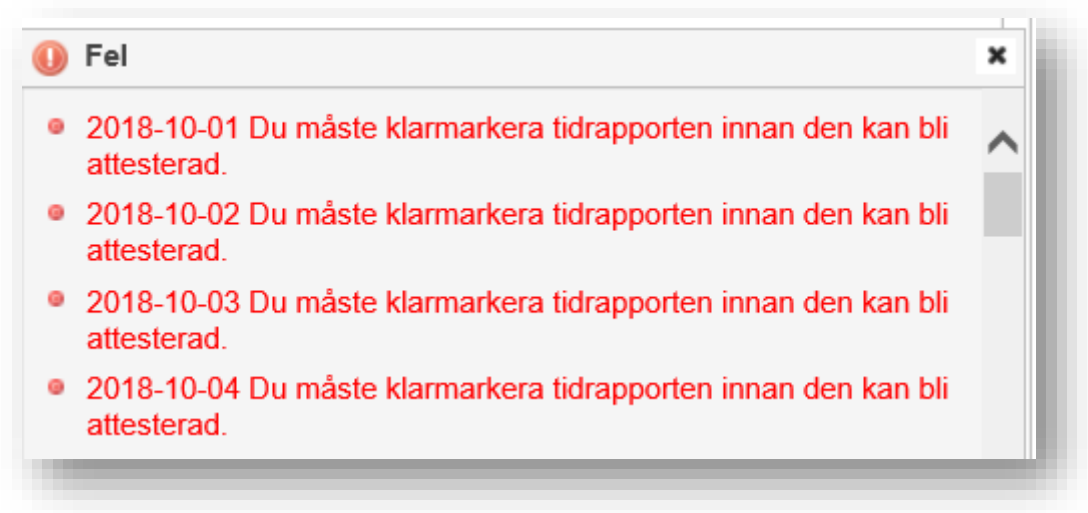 Fel
2018-10-01 Du måste klarmarkera tidrapporten innan den kan bli
attesterad.
2018-10-02 Du måste klarmarkera tidrapporten innan den kan bli
attesterad.
2018-10-03 Du måste klarmarkera tidrapporten innan den kan bli
attesterad.
2018-10-04 Du måste klarmarkera tidrapporten innan den kan bli
attesterad.